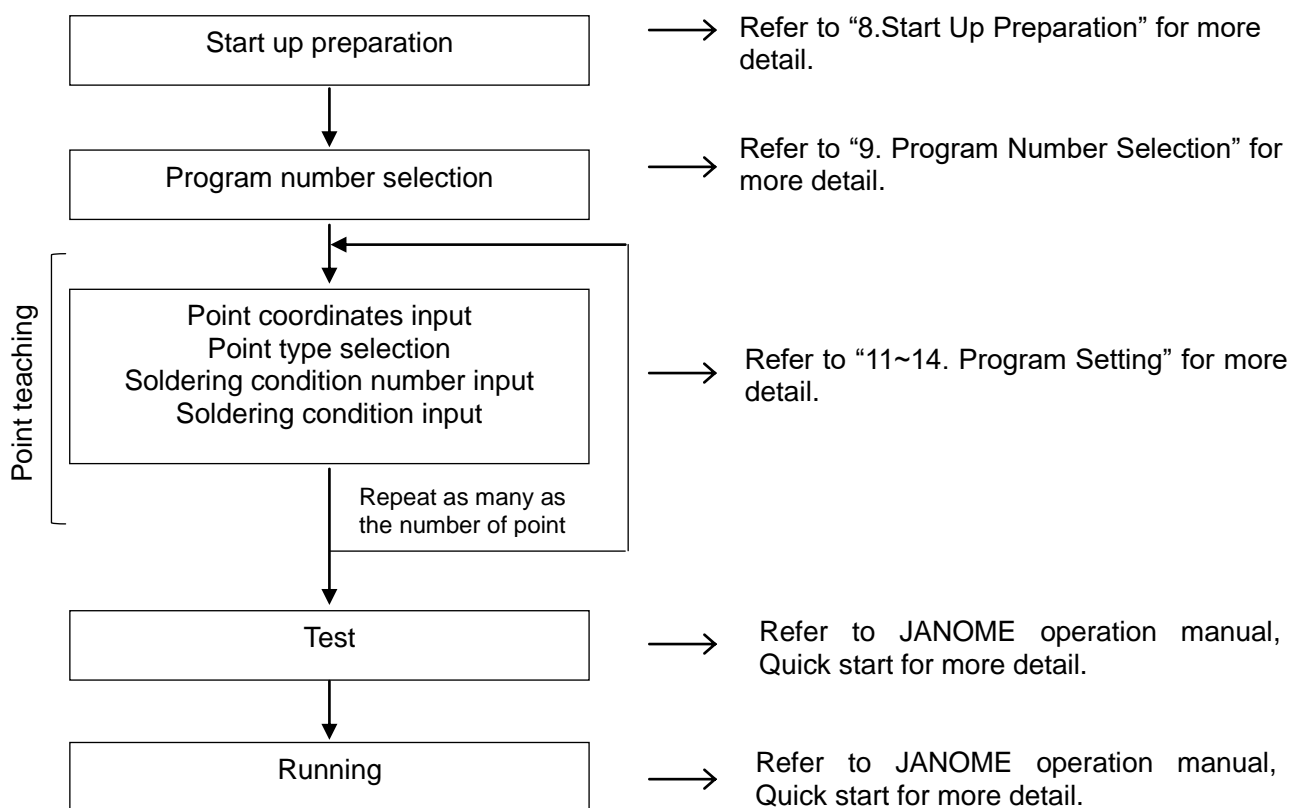 Start up preparation
Refer to “8.Start Up Preparation” for more
detail.
Program number selection
Refer to “9. Program Number Selection” for
more detail.
Point teaching
Point coordinates input
Point type selection
Soldering condition number input
Soldering condition input
Refer to “11~14. Program Setting” for more
detail.
Repeat as many as
the number of point
Test
Refer to JANOME operation manual,
Quick start for more detail.
Running
Refer to JANOME operation manual,
Quick start for more detail.